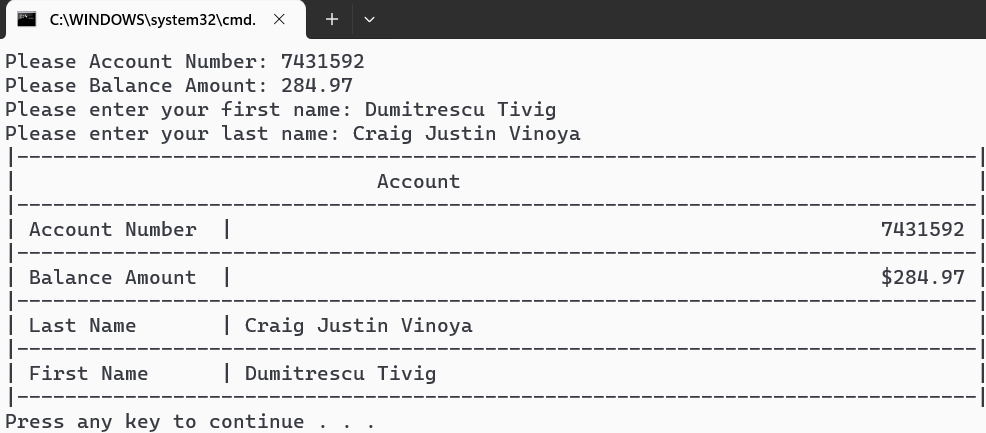 C:\WINDOWS\system32\cmd.
Please Account Number: 7431592
Please Balance Amount: 284.97
Please enter your first name: Dumitrescu Tivig
Please enter your last name: Craig Justin Vinoya
|--------------------------------------------------------------------------------|
|                              Account                                           |
|--------------------------------------------------------------------------------|
| Account Number  |                                                      7431592 |
|--------------------------------------------------------------------------------|
| Balance Amount  |                                                      $284.97 |
|--------------------------------------------------------------------------------|
| Last Name       | Craig Justin Vinoya                                          |
|--------------------------------------------------------------------------------|
| First Name      | Dumitrescu Tivig                                             |
|--------------------------------------------------------------------------------|
Press any key to continue . . .